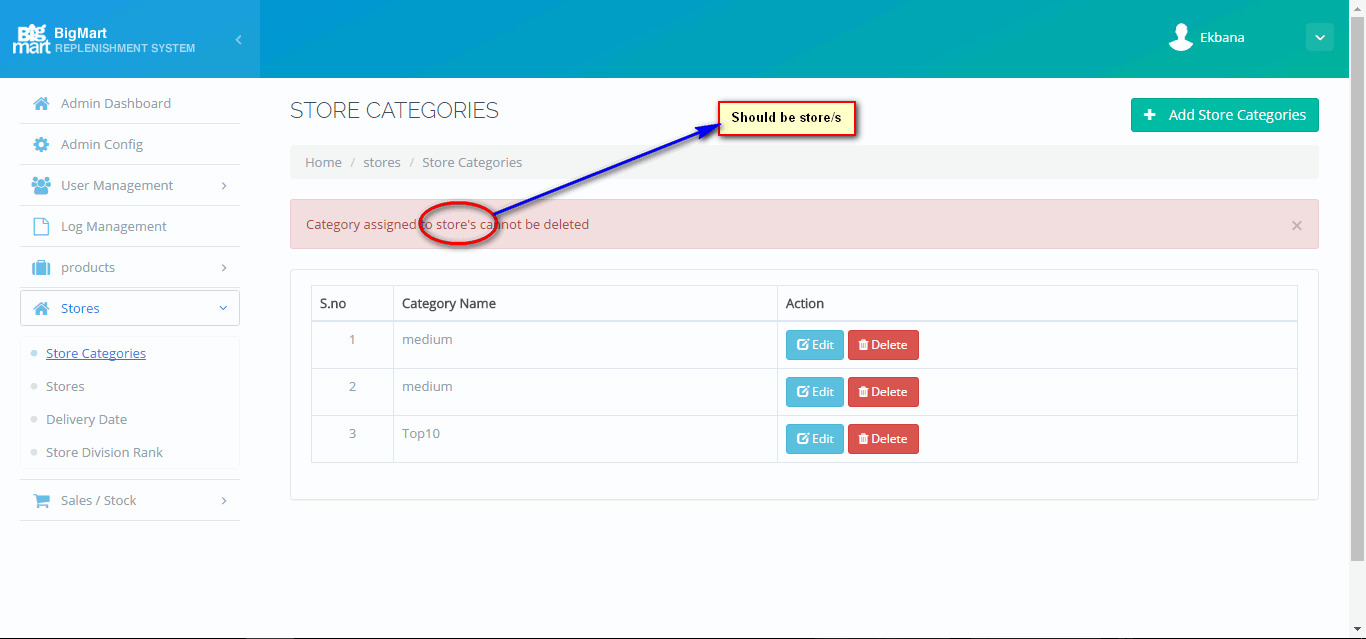 BiG mart
BigMart
REPLENISHMENT SYSTEM
Ekbana
Admin Dashboard
Admin Config
User Management
Log Management
products
Stores
Store Categories
Stores
Delivery Date
Store Division Rank
Sales / Stock
STORE CATEGORIES
Should be store/s
+ Add Store Categories
Home / stores / Store Categories
Category assigned to store's cannot be deleted ×
S.no Category Name Action
1 medium Edit Delete
2 medium Edit Delete
3 Top10 Edit Delete